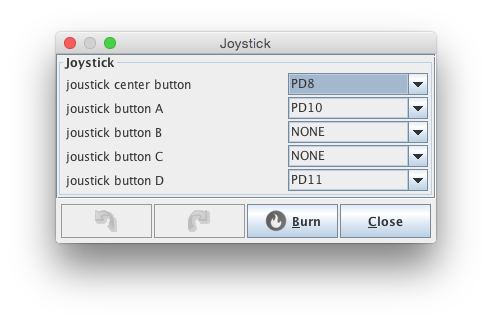 Joystick
Joystick
joustick center button PD8
joustick button A PD10
joustick button B NONE
joustick button C NONE
joustick button D PD11
Burn Close